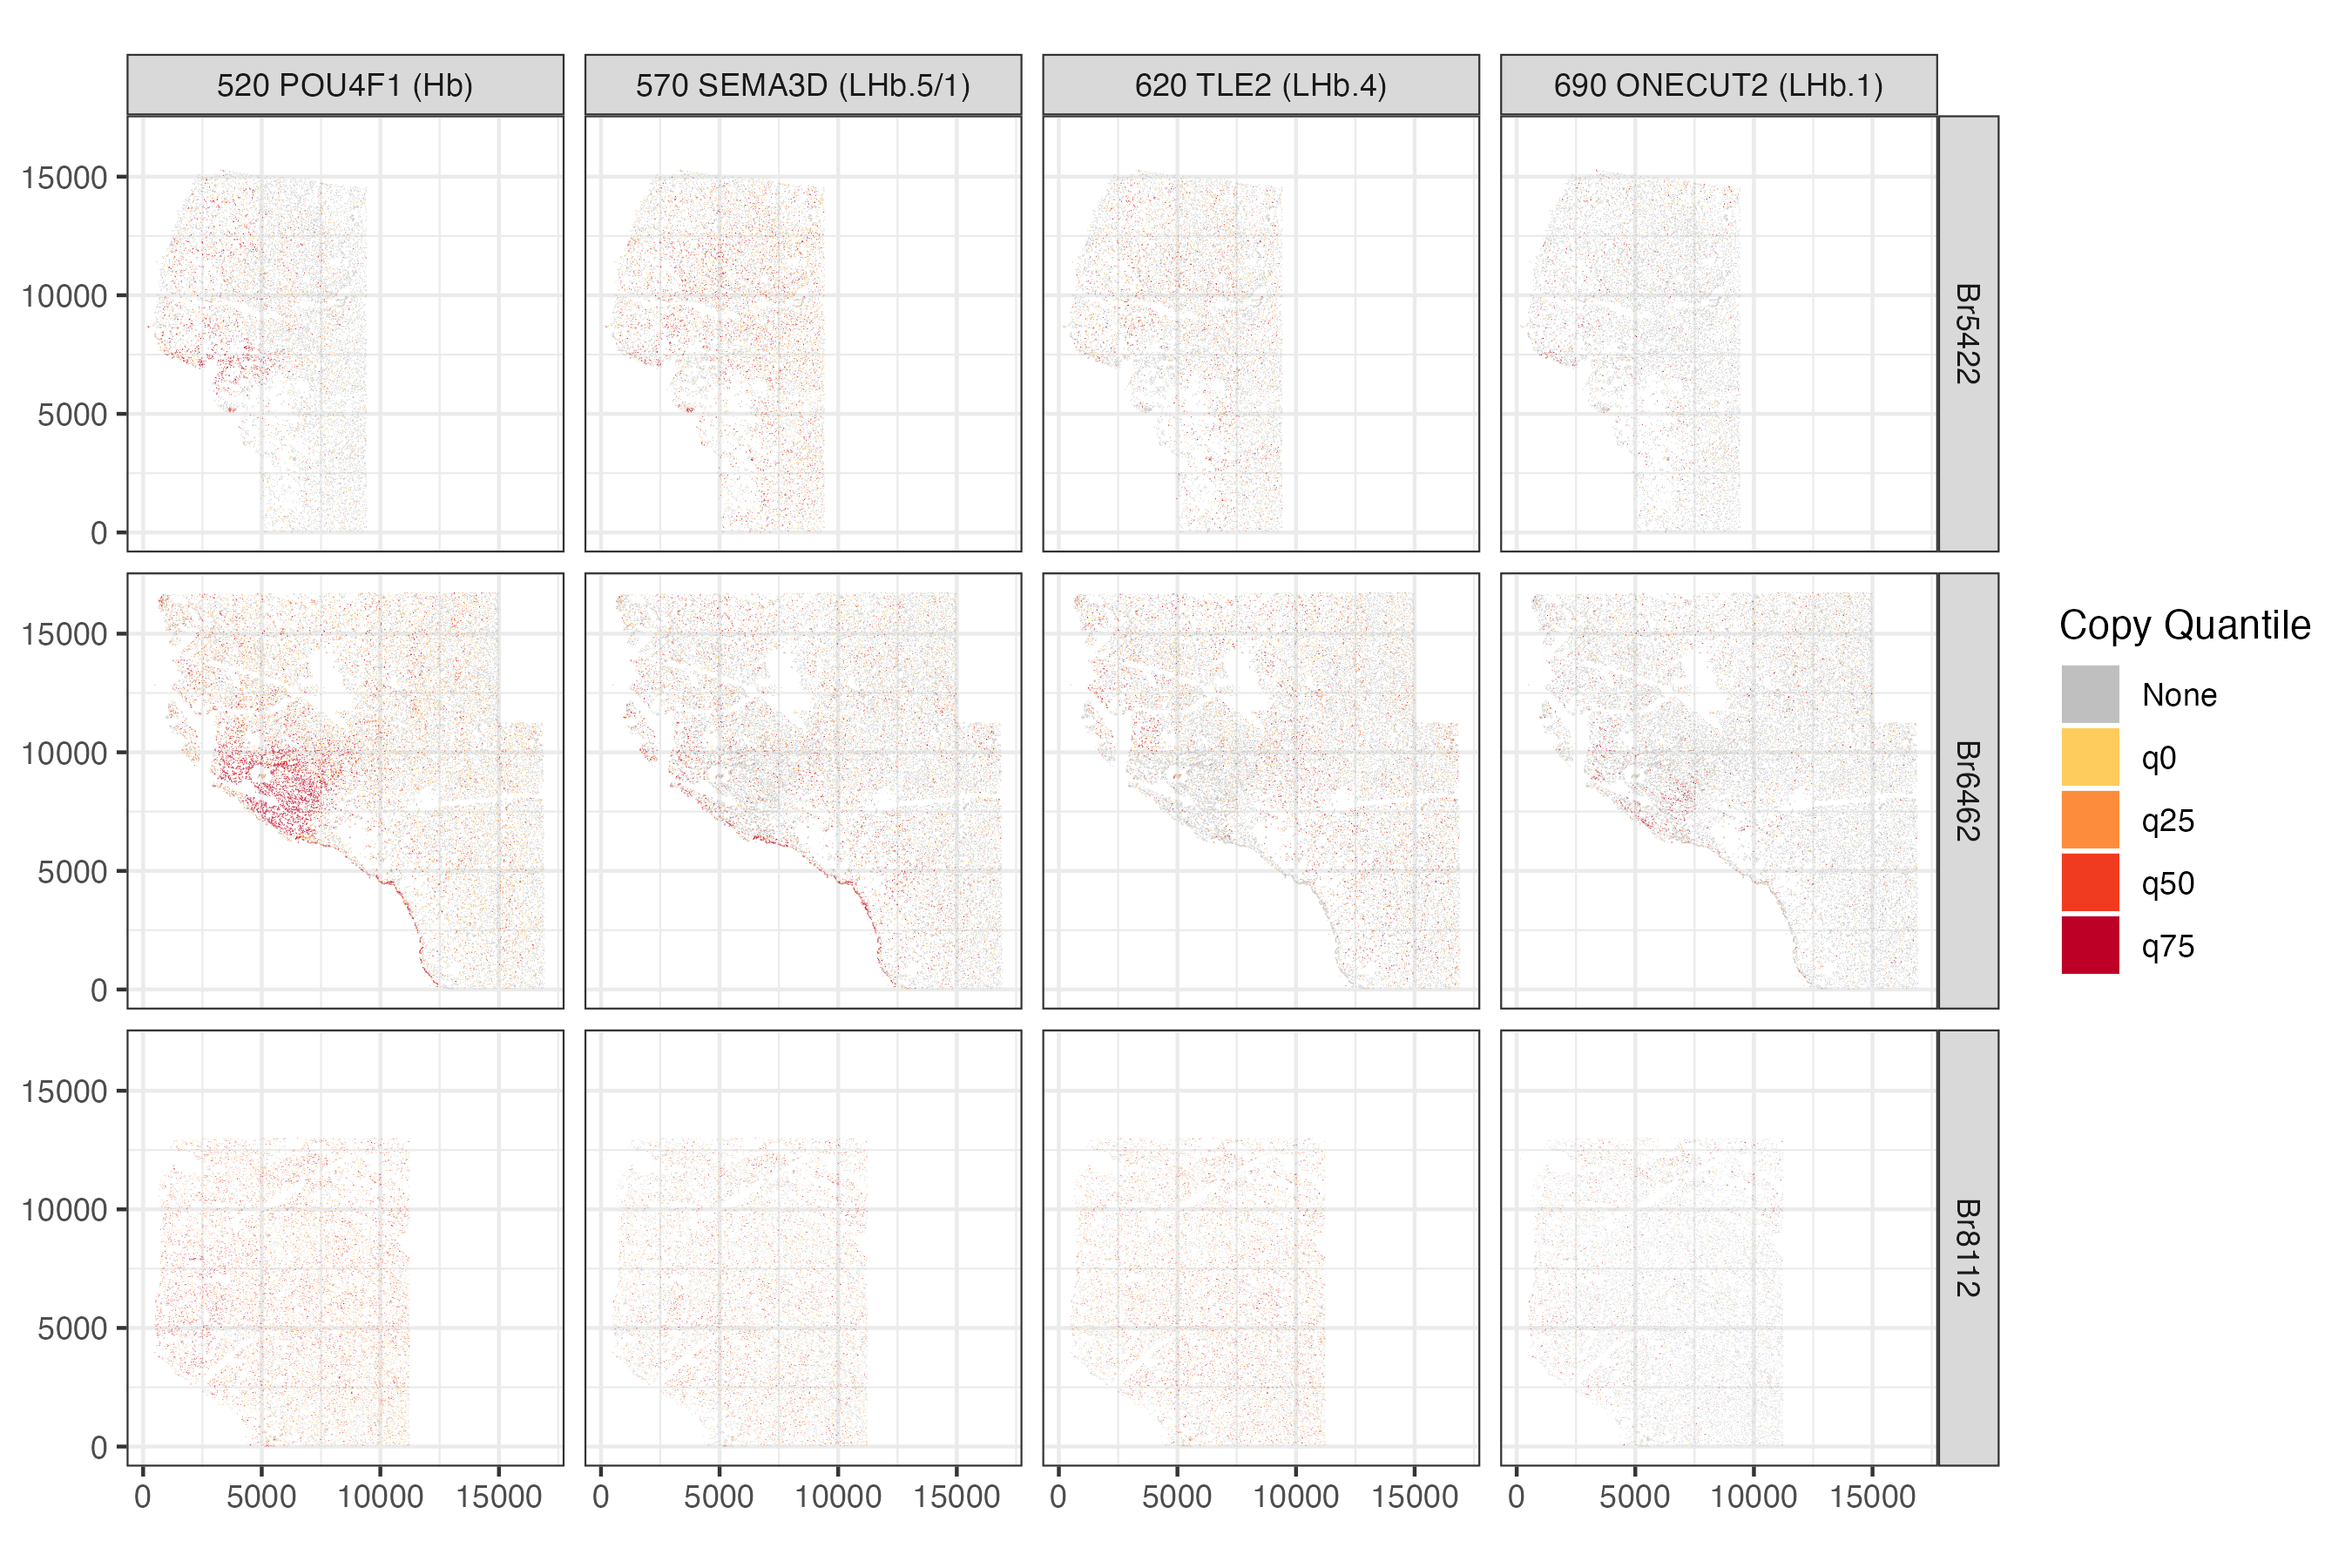 520 POU4F1 (Hb)
570 SEMA3D (LHb.5/1)
620 TLE2 (LHb.4)
690 ONECUT2 (LHb.1)
15000
10000
5000
0
Br5422
15000
10000
5000
0
Br6462
15000
10000
5000
0
Br8112
0 5000 10000 15000
0 5000 10000 15000
0 5000 10000 15000
0 5000 10000 15000
Copy Quantile
None
q0
q25
q50
q75